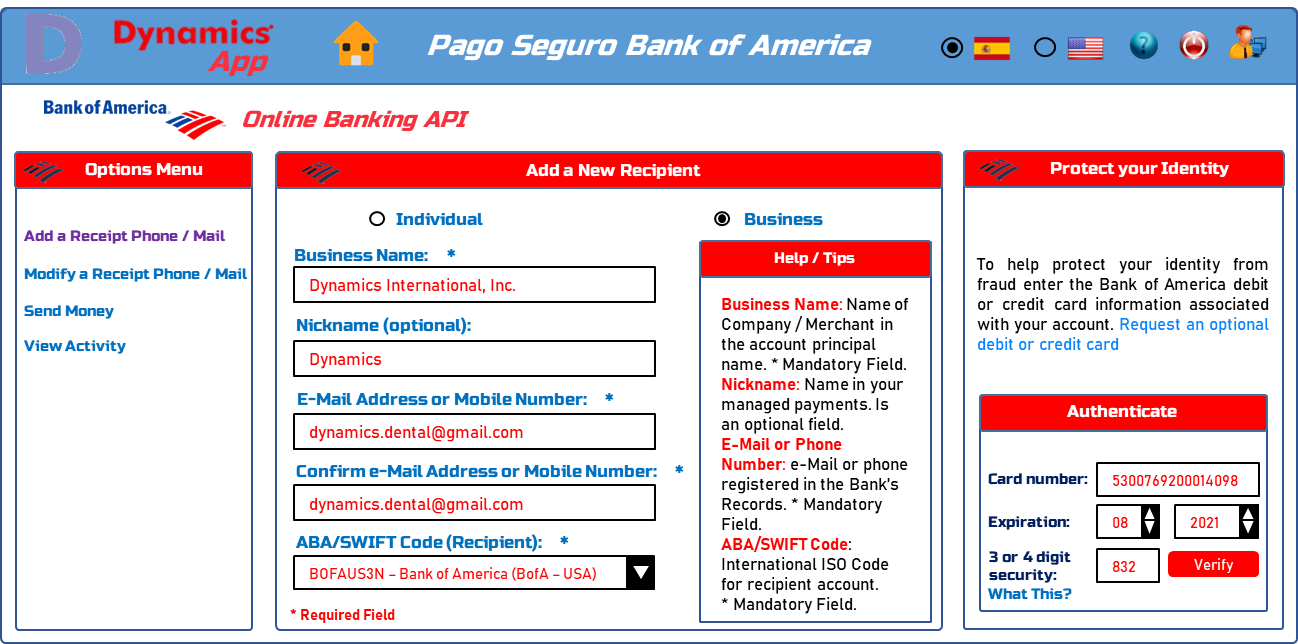 D Dynamics App
Pago Seguro Bank of America
?
Bank of America
Online Banking API
Options Menu
Add a Receipt Phone / Mail
Modify a Receipt Phone / Mail
Send Money
View Activity
Add a New Recipient
Individual
Business
Business Name: *
Dynamics International, Inc.
Nickname (optional):
Dynamics
E-Mail Address or Mobile Number: *
dynamics.dental@gmail.com
Confirm e-Mail Address or Mobile Number: *
dynamics.dental@gmail.com
ABA/SWIFT Code (Recipient): *
BOFAUS3N – Bank of America (BofA – USA)
* Required Field
Help / Tips
Business Name: Name of
Company / Merchant in
the account principal
name. * Mandatory Field.
Nickname: Name in your
managed payments. Is
an optional field.
E-Mail or Phone
Number: e-Mail or phone
registered in the Bank's
Records. * Mandatory
Field.
ABA/SWIFT Code:
International ISO Code
for recipient account.
* Mandatory Field.
Protect your Identity
To help protect your identity from
fraud enter the Bank of America debit
or credit card information associated
with your account. Request an optional
debit or credit card
Authenticate
Card number: 5300769200014098
Expiration: 08 2021
3 or 4 digit
security: 832 Verify
What This?